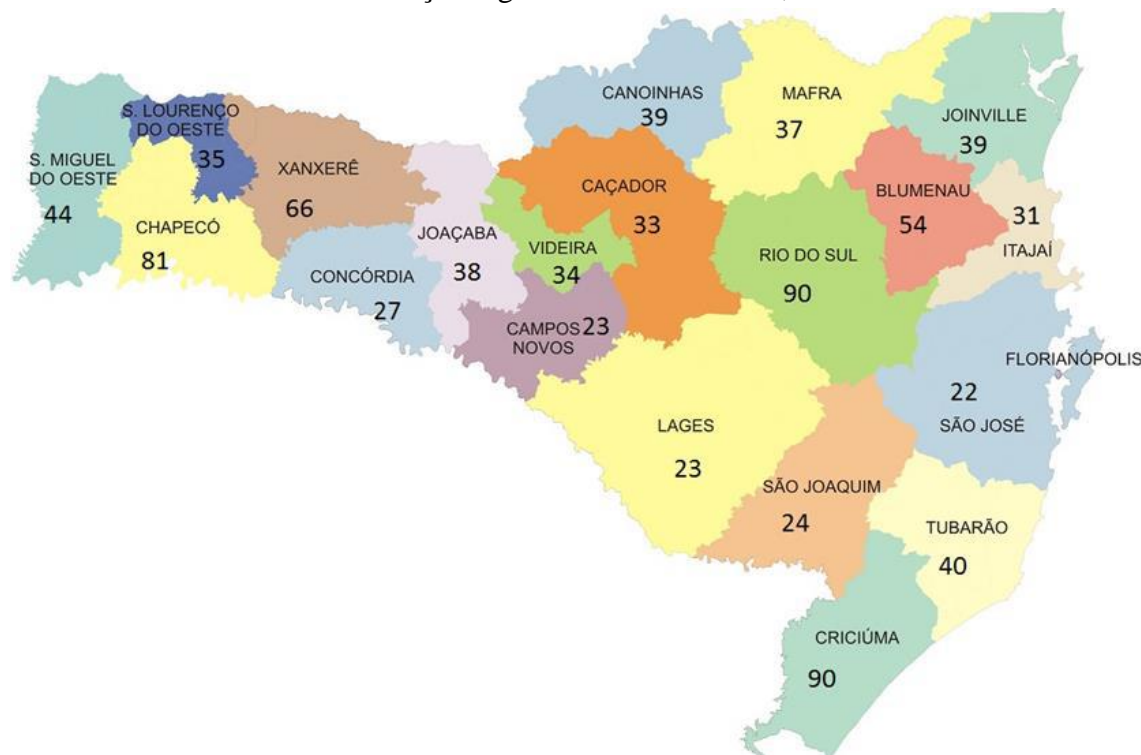 CANOINHAS
39
MAFRA
37
JOINVILLE
39
S. LOURENÇO
DO OESTE
35
S. MIGUEL
DO OESTE
44
XANXERÊ
66
CHAPECÓ
81
CAÇADOR
33
BLUMENAU
54
31
ITAJAÍ
JOAÇABA
38
VIDEIRA
34
RIO DO SUL
90
CONCÓRDIA
27
CAMPOS
NOVOS
23
FLORIANÓPOLIS
22
SÃO JOSÉ
LAGES
23
SÃO JOAQUIM
24
TUBARÃO
40
CRICIÚMA
90